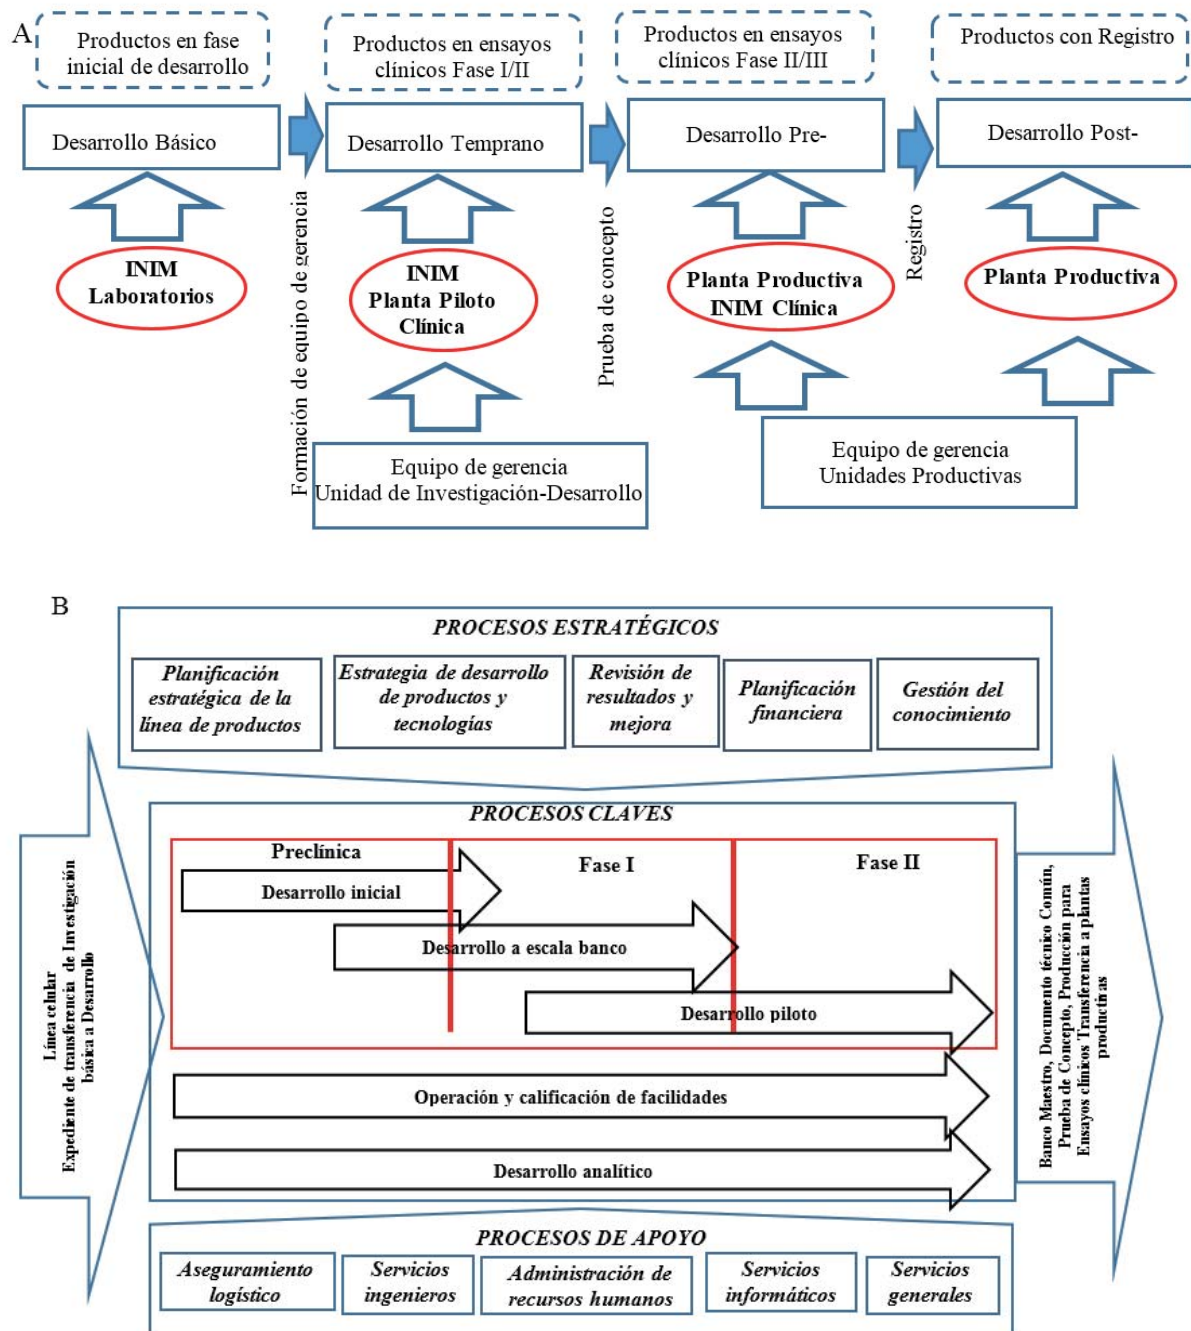 A
Productos en fase
inicial de desarrollo
Productos en ensayos
clínicos Fase I/II
Productos en ensayos
clínicos Fase II/III
Productos con Registro
Desarrollo Básico
Desarrollo Temprano
Desarrollo Pre-
Desarrollo Post-
Formación de equipo de gerencia
Prueba de concepto
Registro
INIM
Laboratorios
INIM
Planta Piloto
Clínica
Planta Productiva
INIM Clínica
Planta Productiva
Equipo de gerencia
Unidad de Investigación-Desarrollo
Equipo de gerencia
Unidades Productivas
B
PROCESOS ESTRATÉGICOS
Planificación
estratégica de la
línea de productos
Estrategia de desarrollo
de productos y
tecnologías
Revisión de
resultados y
mejora
Planificación
financiera
Gestión del
conocimiento
Línea celular
Expediente de transferencia de Investigación
básica a Desarrollo
PROCESOS CLAVES
Preclínica
Fase I
Fase II
Desarrollo inicial
Desarrollo a escala banco
Desarrollo piloto
Operación y calificación de facilidades
Desarrollo analítico
Banco Maestro, Documento técnico Común,
Prueba de Concepto, Producción para
Ensayos clínicos Transferencia a plantas
productivas
PROCESOS DE APOYO
Aseguramiento
logístico
Servicios
ingenieros
Administración de
recursos humanos
Servicios
informáticos
Servicios
generales